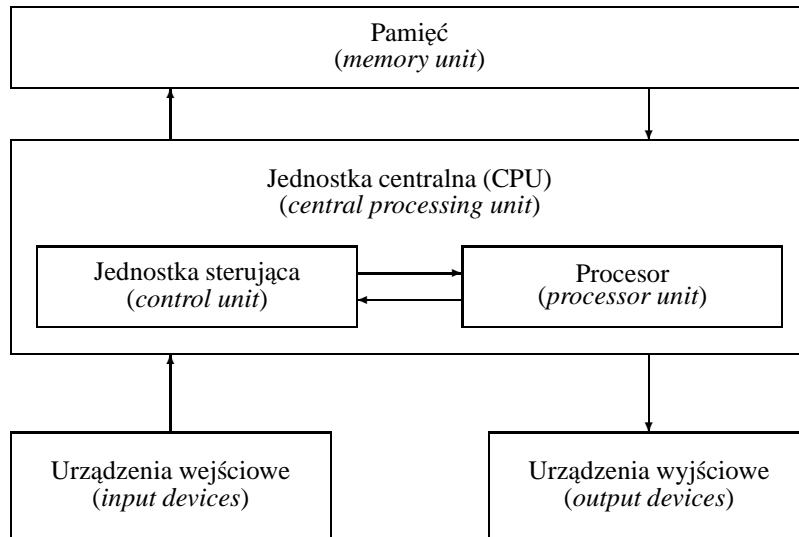 Pamięć
(memory unit)
Jednostka centralna (CPU)
(central processing unit)
Jednostka sterująca
(control unit)
Procesor
(processor unit)
Urządzenia wejściowe
(input devices)
Urządzenia wyjściowe
(output devices)